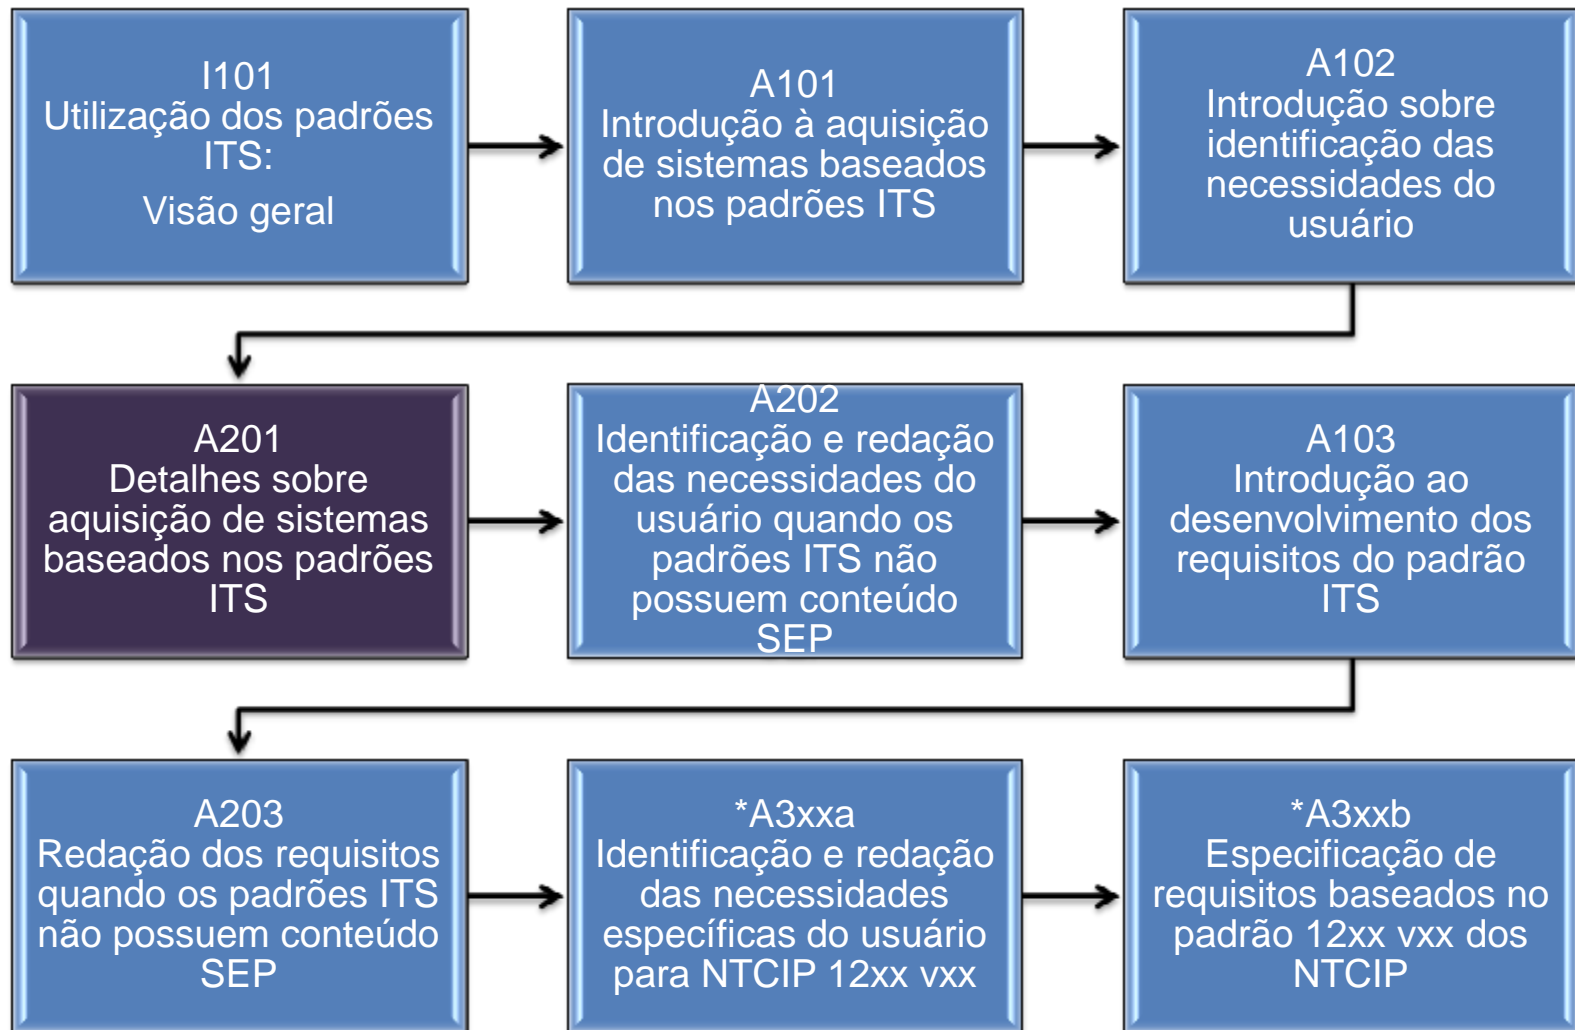 I101
Utilização dos padrões
ITS:
Visão geral
A101
Introdução à aquisição
de sistemas baseados
nos padrões ITS
A102
Introdução sobre
identificação das
necessidades do
usuário
A201
Detalhes sobre
aquisição de sistemas
baseados nos padrões
ITS
A202
Identificação e redação
das necessidades do
usuário quando os
padrões ITS não
possuem conteúdo
SEP
A103
Introdução ao
desenvolvimento dos
requisitos do padrão
ITS
A203
Redação dos requisitos
quando os padrões ITS
não possuem conteúdo
SEP
*A3xxa
Identificação e redação
das necessidades
específicas do usuário
para NTCIP 12xx vxx
*A3xxb
Especificação de
requisitos baseados no
padrão 12xx vxx dos
NTCIP